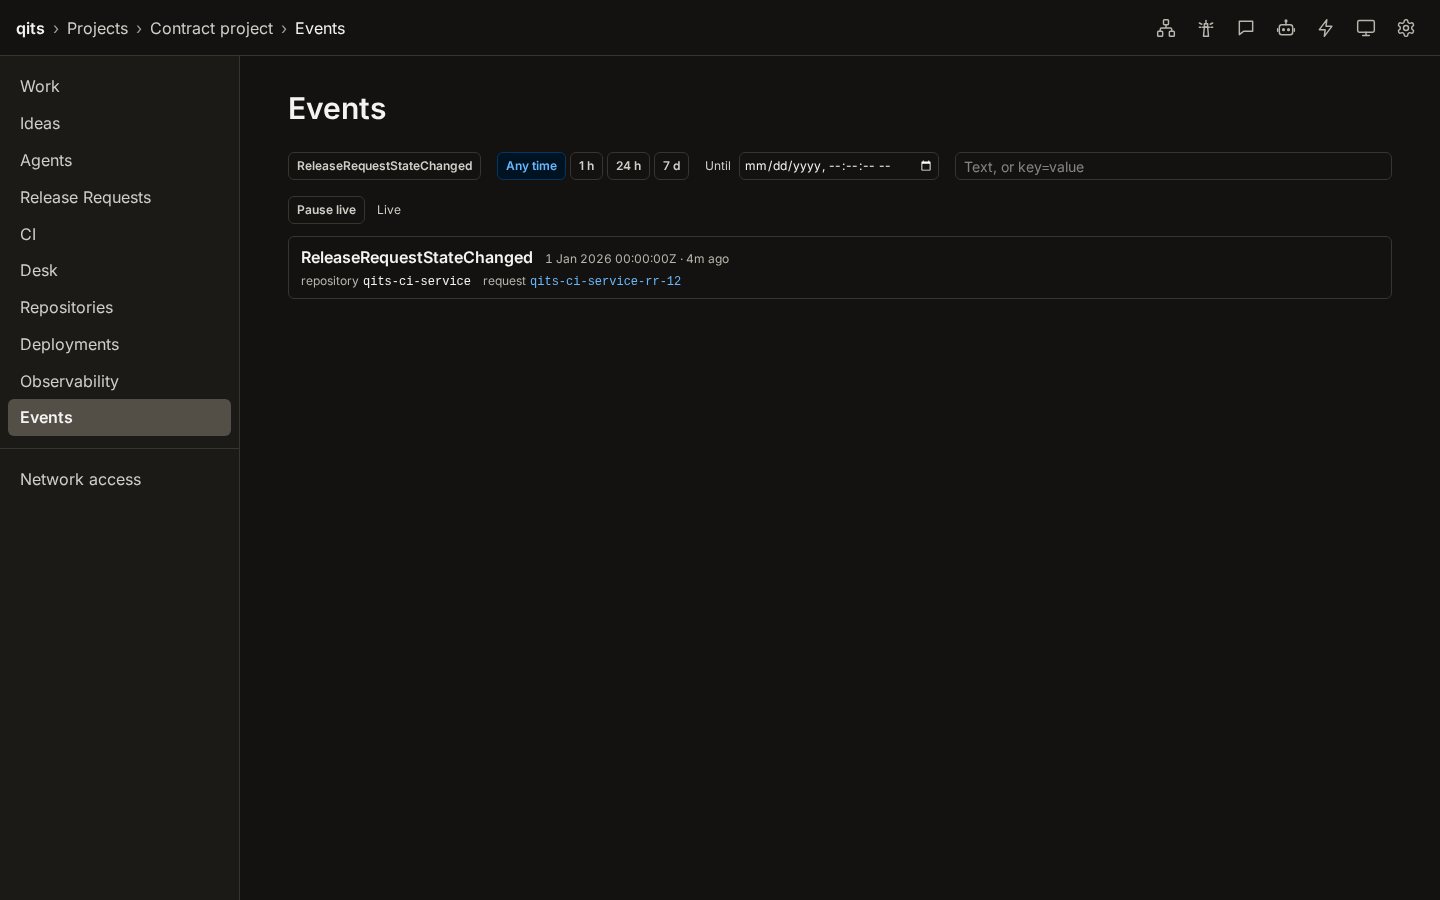 qits › Projects › Contract project › Events
Work
Ideas
Agents
Release Requests
CI
Desk
Repositories
Deployments
Observability
Events
Network access
Events
ReleaseRequestStateChanged Any time 1 h 24 h 7 d Until mm/dd/yyyy, --:--:-- -- Text, or key=value
Pause live Live
ReleaseRequestStateChanged 1 Jan 2026 00:00:00Z · 4m ago
repository qits-ci-service request qits-ci-service-rr-12